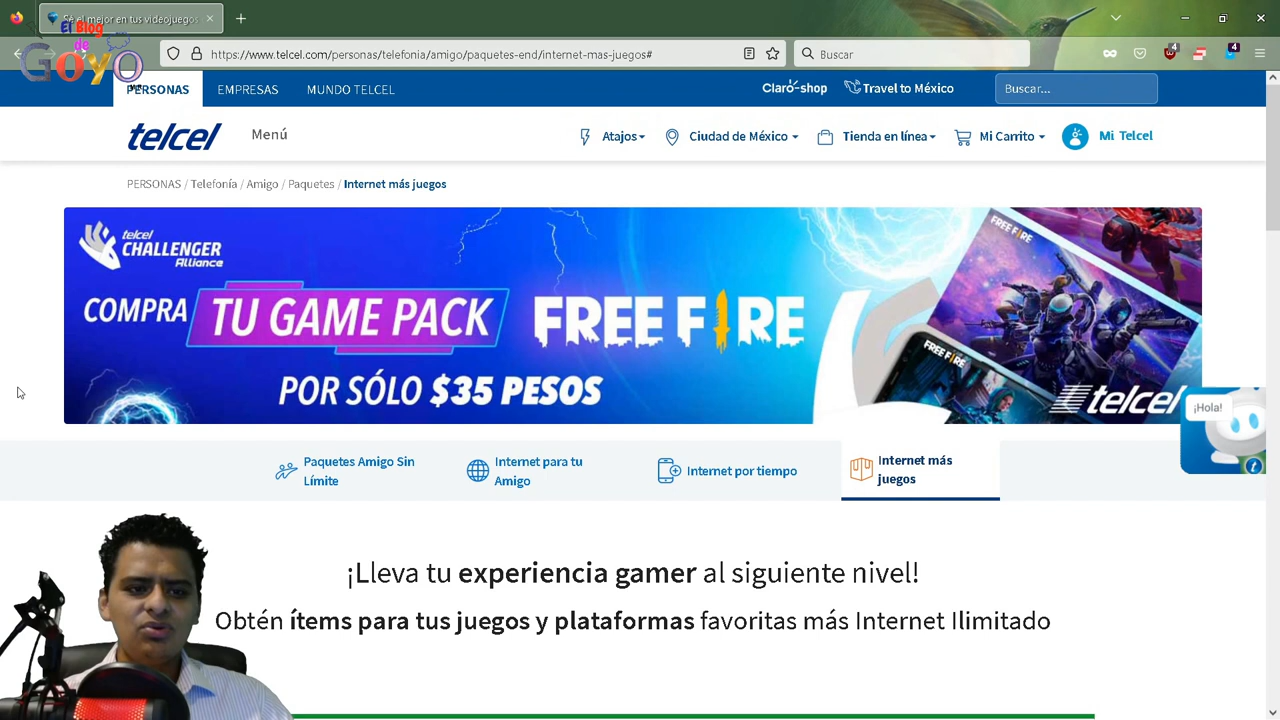 Sé el mejor en tus videojuegos
El Blog
de
GOYO
https://www.telcel.com/personas/telefonia/amigo/paquetes-end/internet-mas-juegos#
Buscar
4
4
PERSONAS
EMPRESAS
MUNDO TELCEL
Claro-shop
Travel to México
Buscar...
telcel
Menú
Atajos
Ciudad de México
Tienda en línea
Mi Carrito
Mi Telcel
PERSONAS / Telefonía / Amigo / Paquetes / Internet más juegos
telcel
CHALLENGER
Alliance
COMPRA TU GAME PACK
POR SÓLO $35 PESOS
FREE FIRE
FREE FIRE
FREE FIRE
telcel
¡Hola!
Paquetes Amigo Sin
Límite
Internet para tu
Amigo
Internet por tiempo
Internet más
juegos
¡Lleva tu experiencia gamer al siguiente nivel!
Obtén ítems para tus juegos y plataformas favoritas más Internet Ilimitado